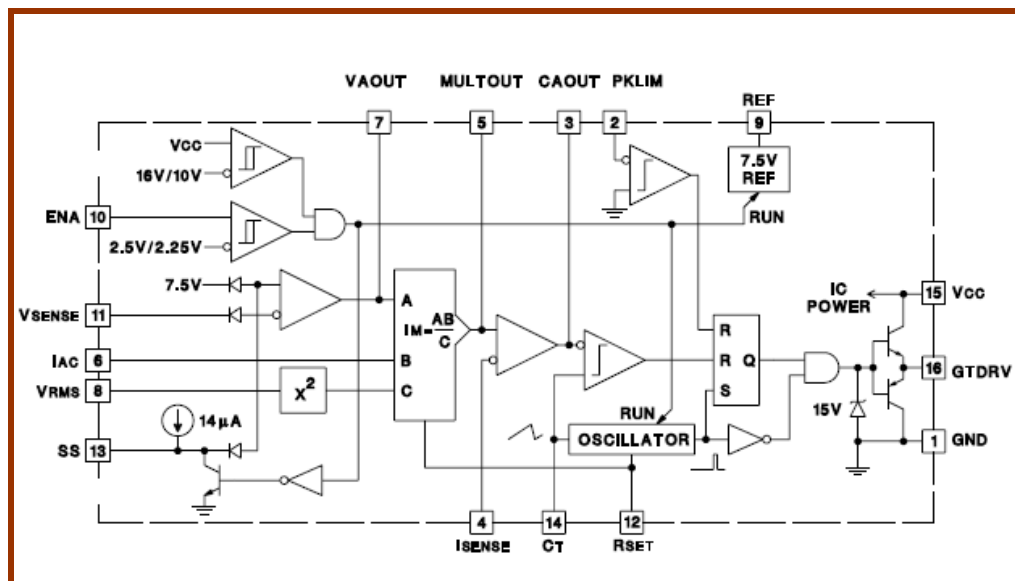 VAOUT MULTOUT CAOUT PKLIM
REF
7 5 3 2 9
VCC
16V/10V
7.5V
REF
ENA 10
RUN
2.5V/2.25V
7.5V
VSENSE 11
IC
POWER
15 VCC
A
IM=AB/C
B
C
IAC 6
VRMS 8
X²
R
R Q
S
16 GTDRV
14µA
RUN
15V
SS 13
OSCILLATOR
1 GND
4 14 12
ISENSE CT RSET